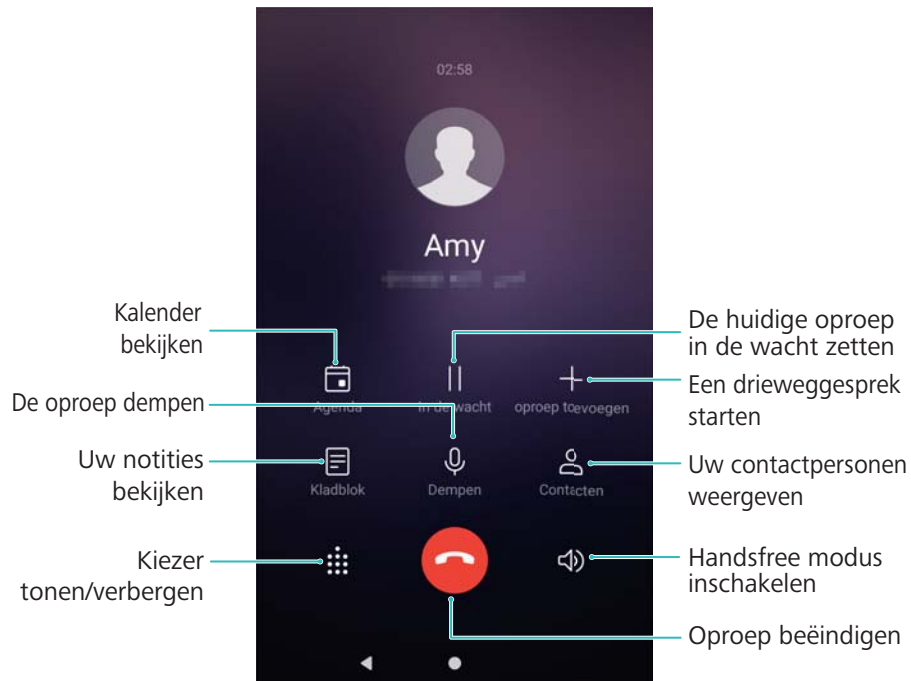 02:58
Amy
Kalender
bekijken
De huidige oproep
in de wacht zetten
Agenda
In de wacht
oproep toevoegen
Een drieweggesprek
starten
De oproep dempen
Uw notities
bekijken
Kladblok
Dempen
Contacten
Uw contactpersonen
weergeven
Kiezer
tonen/verbergen
Handsfree modus
inschakelen
Oproep beëindigen